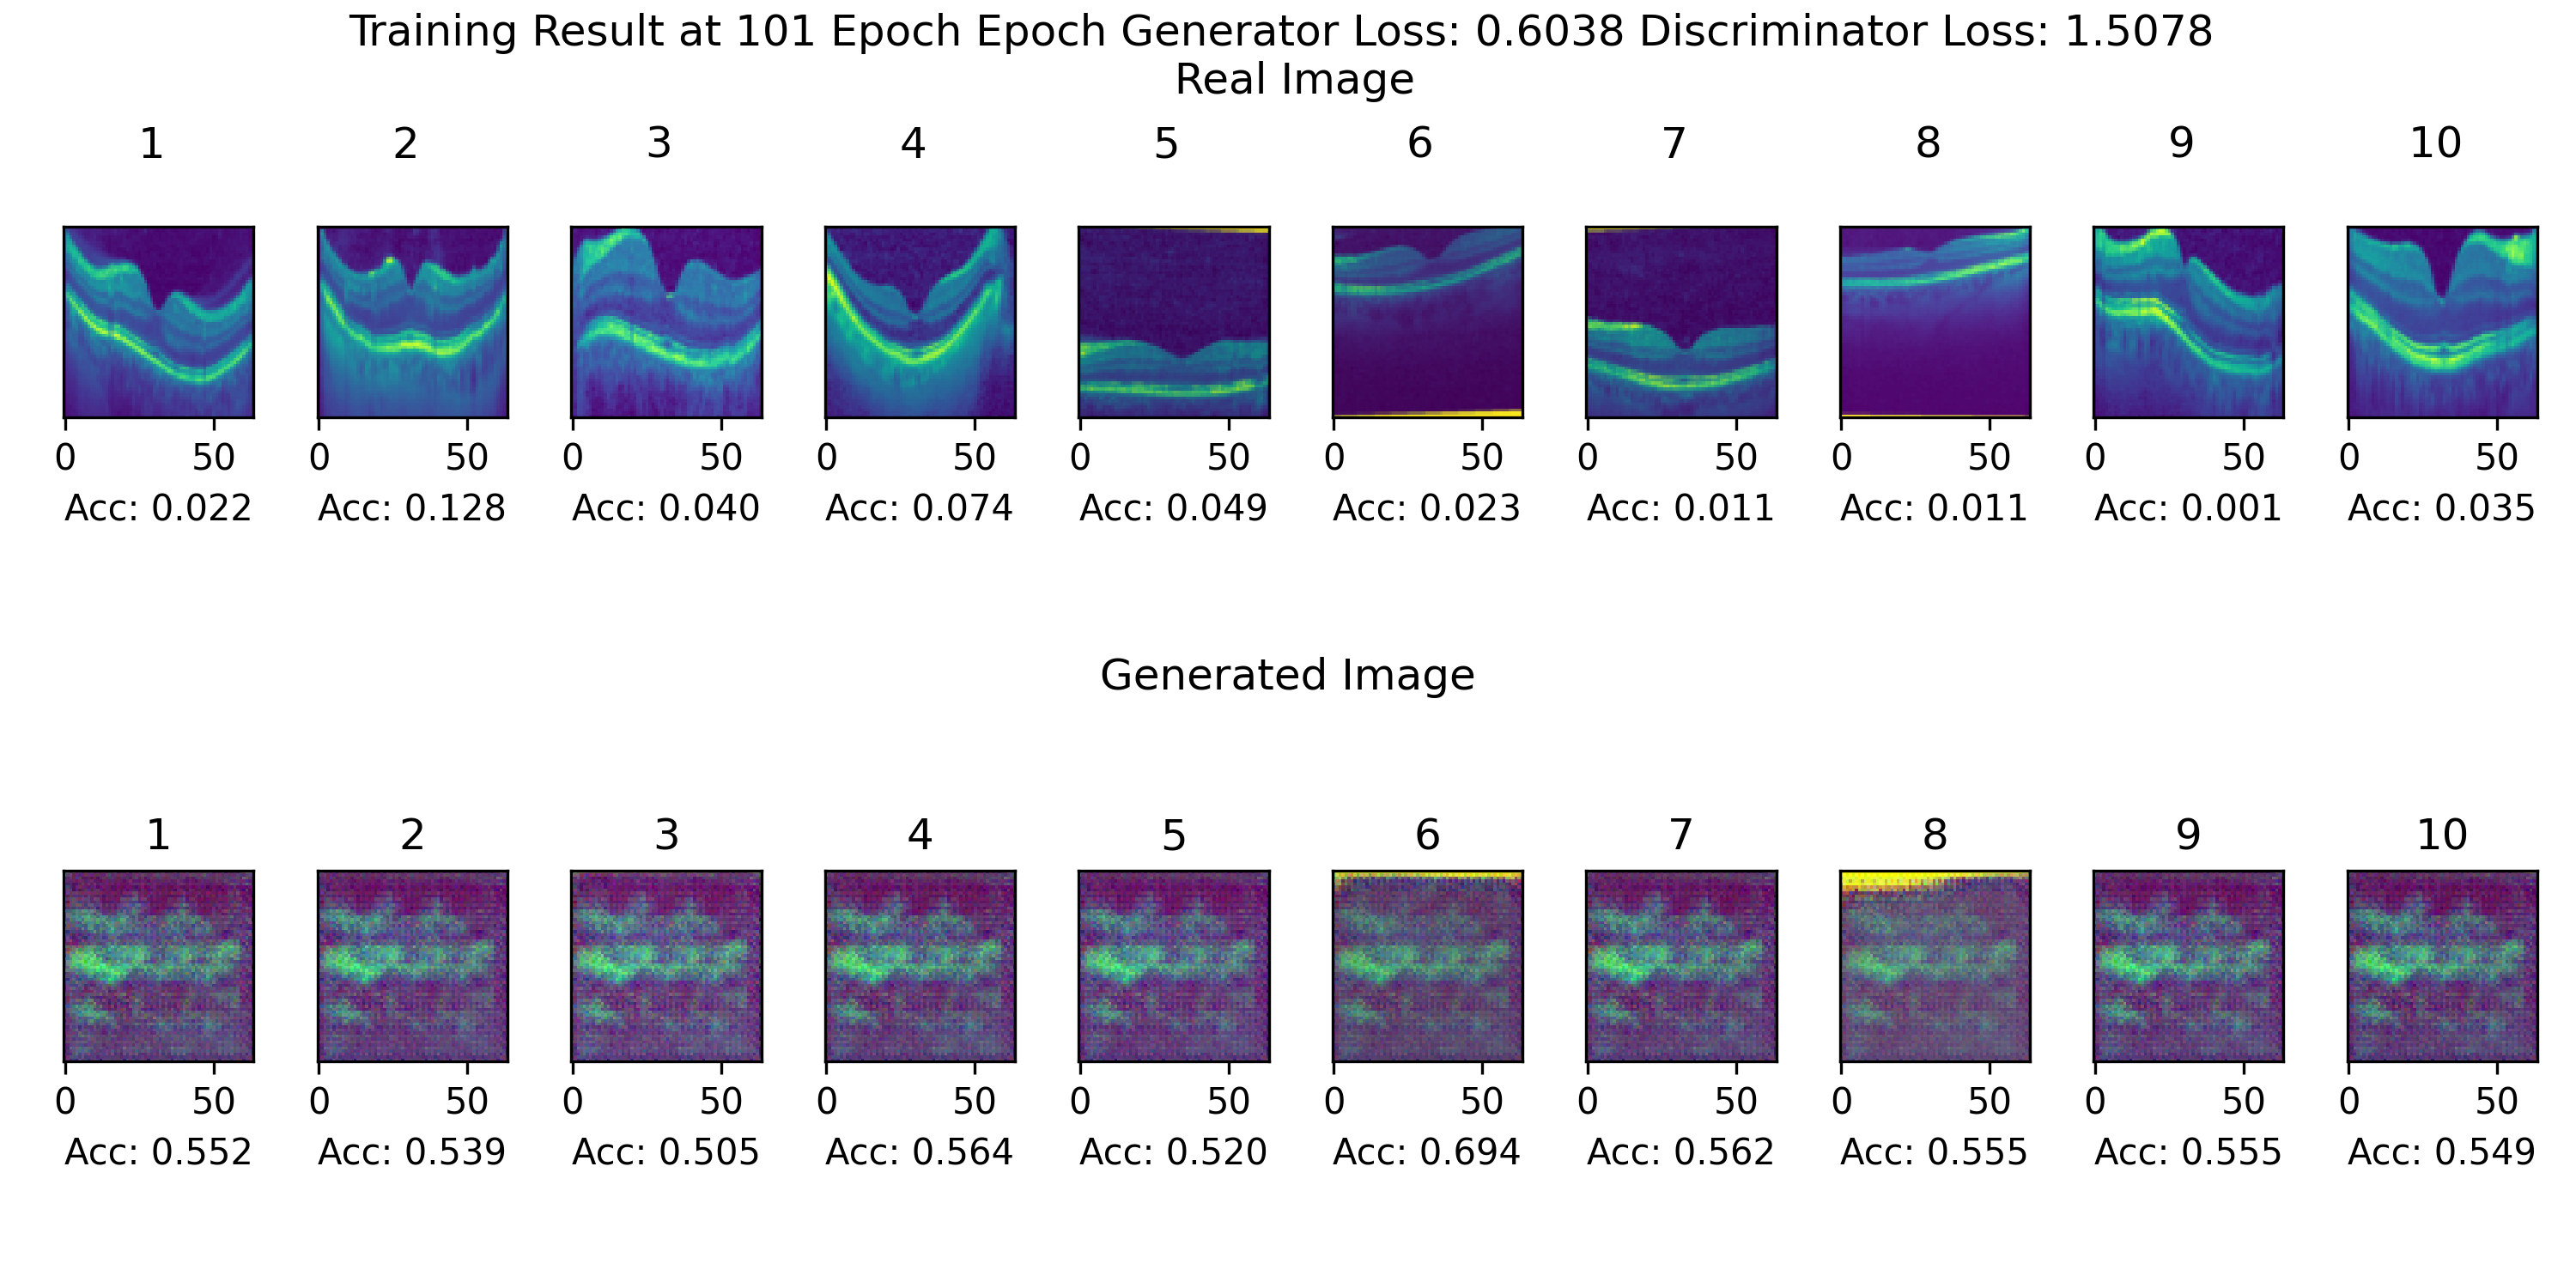 Training Result at 101 Epoch Epoch Generator Loss: 0.6038 Discriminator Loss: 1.5078
Real Image
1 2 3 4 5 6 7 8 9 10
0 50 0 50 0 50 0 50 0 50 0 50 0 50 0 50 0 50 0 50
Acc: 0.022 Acc: 0.128 Acc: 0.040 Acc: 0.074 Acc: 0.049 Acc: 0.023 Acc: 0.011 Acc: 0.011 Acc: 0.001 Acc: 0.035
Generated Image
1 2 3 4 5 6 7 8 9 10
0 50 0 50 0 50 0 50 0 50 0 50 0 50 0 50 0 50 0 50
Acc: 0.552 Acc: 0.539 Acc: 0.505 Acc: 0.564 Acc: 0.520 Acc: 0.694 Acc: 0.562 Acc: 0.555 Acc: 0.555 Acc: 0.549